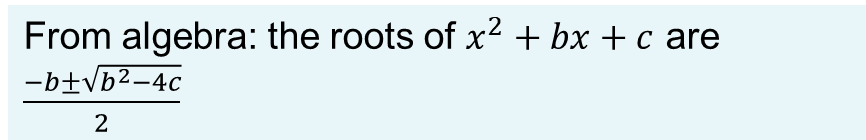 From algebra: the roots of x² + bx + c are
−b±√b²−4c
2